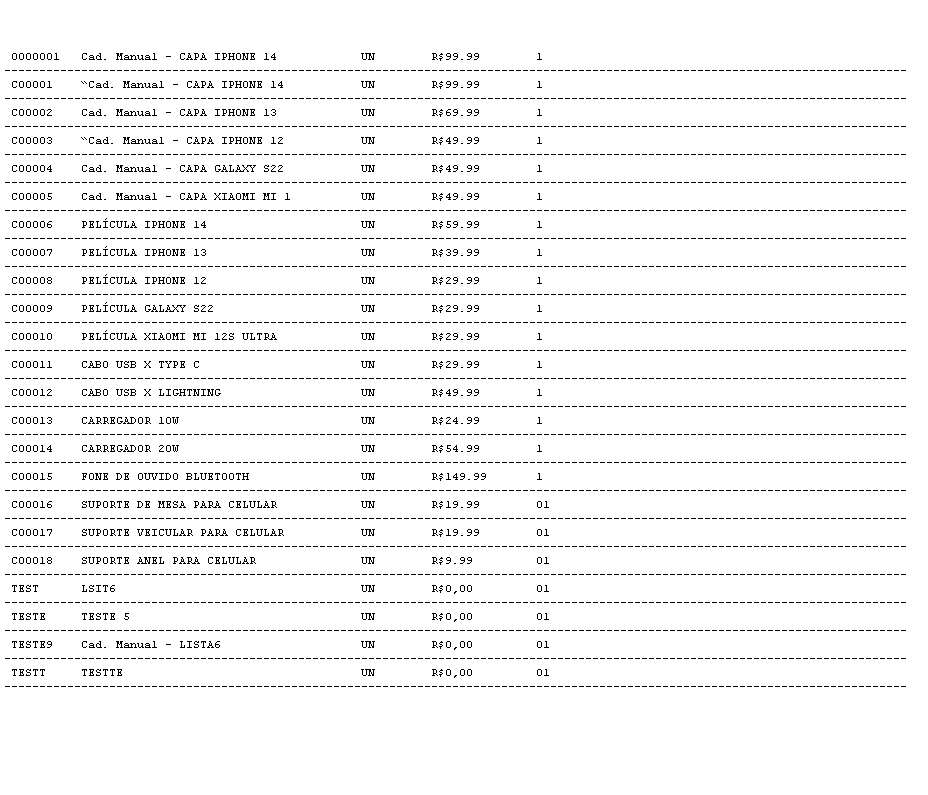 0000001 Cad. Manual - CAPA IPHONE 14 UN R$99.99 1
C00001 ~Cad. Manual - CAPA IPHONE 14 UN R$99.99 1
C00002 Cad. Manual - CAPA IPHONE 13 UN R$69.99 1
C00003 ~Cad. Manual - CAPA IPHONE 12 UN R$49.99 1
C00004 Cad. Manual - CAPA GALAXY S22 UN R$49.99 1
C00005 Cad. Manual - CAPA XIAOMI MI 1 UN R$49.99 1
C00006 PELÍCULA IPHONE 14 UN R$59.99 1
C00007 PELÍCULA IPHONE 13 UN R$39.99 1
C00008 PELÍCULA IPHONE 12 UN R$29.99 1
C00009 PELÍCULA GALAXY S22 UN R$29.99 1
C00010 PELÍCULA XIAOMI MI 12S ULTRA UN R$29.99 1
C00011 CABO USB X TYPE C UN R$29.99 1
C00012 CABO USB X LIGHTNING UN R$49.99 1
C00013 CARREGADOR 10W UN R$24.99 1
C00014 CARREGADOR 20W UN R$54.99 1
C00015 FONE DE OUVIDO BLUETOOTH UN R$149.99 1
C00016 SUPORTE DE MESA PARA CELULAR UN R$19.99 01
C00017 SUPORTE VEICULAR PARA CELULAR UN R$19.99 01
C00018 SUPORTE ANEL PARA CELULAR UN R$9.99 01
TEST LSIT6 UN R$0,00 01
TESTE TESTE 5 UN R$0,00 01
TESTE9 Cad. Manual - LISTA6 UN R$0,00 01
TESTT TESTTE UN R$0,00 01